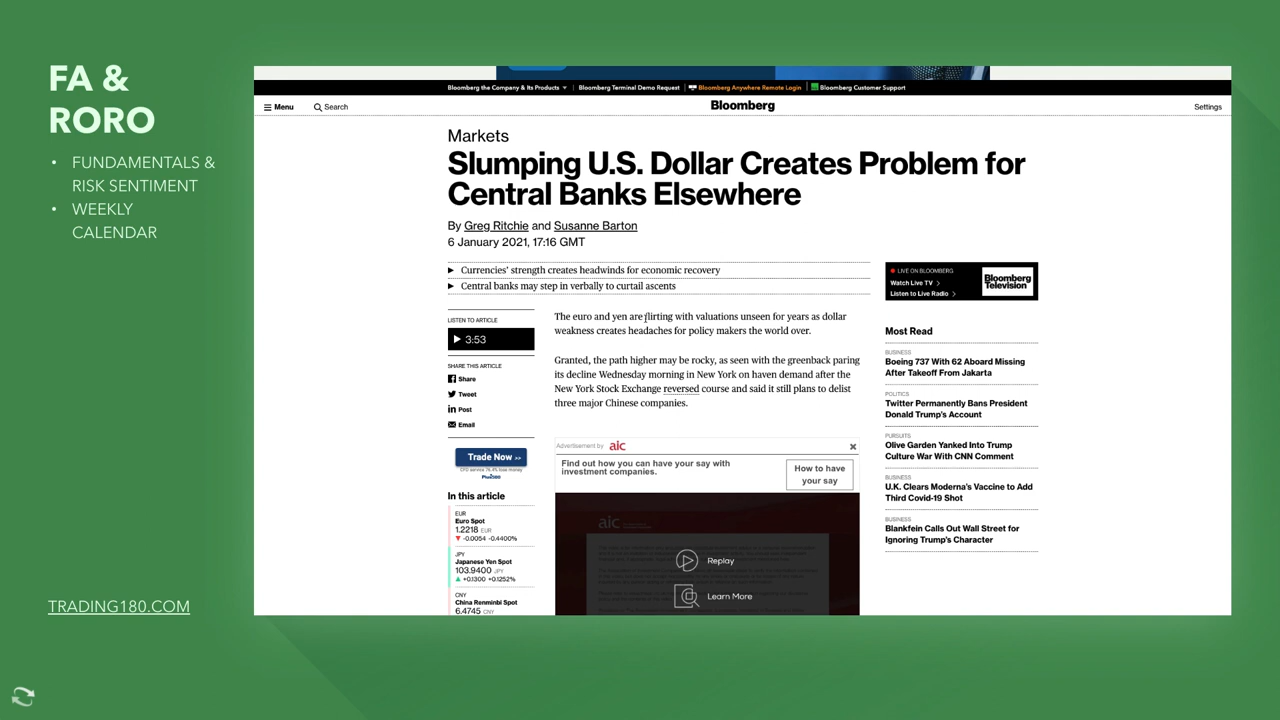 FA &
RORO
• FUNDAMENTALS &
RISK SENTIMENT
• WEEKLY
CALENDAR
TRADING180.COM
Bloomberg the Company & Its Products
Bloomberg Terminal Demo Request
Bloomberg Anywhere Remote Login
Bloomberg Customer Support
Menu
Search
Bloomberg
Settings
Markets
Slumping U.S. Dollar Creates Problem for
Central Banks Elsewhere
By Greg Ritchie and Susanne Barton
6 January 2021, 17:16 GMT
Currencies' strength creates headwinds for economic recovery
Central banks may step in verbally to curtail ascents
LISTEN TO ARTICLE
3:53
SHARE THIS ARTICLE
Share
Tweet
Post
Email
Trade Now >>
CFD service 76.4% lose money
Plus500
In this article
EUR
Euro Spot
1.2218 EUR
▼ -0.0054 -0.4400%
JPY
Japanese Yen Spot
103.9400 JPY
▲ +0.1300 +0.1252%
CNY
China Renminbi Spot
6.4745 CNY
The euro and yen are flirting with valuations unseen for years as dollar
weakness creates headaches for policy makers the world over.
Granted, the path higher may be rocky, as seen with the greenback paring
its decline Wednesday morning in New York on haven demand after the
New York Stock Exchange reversed course and said it still plans to delist
three major Chinese companies.
Advertisement by aic
Find out how you can have your say with
investment companies.
How to have
your say
aic
Replay
Learn More
LIVE ON BLOOMBERG
Watch Live TV
Listen to Live Radio
Bloomberg
Television
Most Read
BUSINESS
Boeing 737 With 62 Aboard Missing
After Takeoff From Jakarta
POLITICS
Twitter Permanently Bans President
Donald Trump's Account
PURSUITS
Olive Garden Yanked Into Trump
Culture War With CNN Comment
BUSINESS
U.K. Clears Moderna's Vaccine to Add
Third Covid-19 Shot
BUSINESS
Blankfein Calls Out Wall Street for
Ignoring Trump's Character